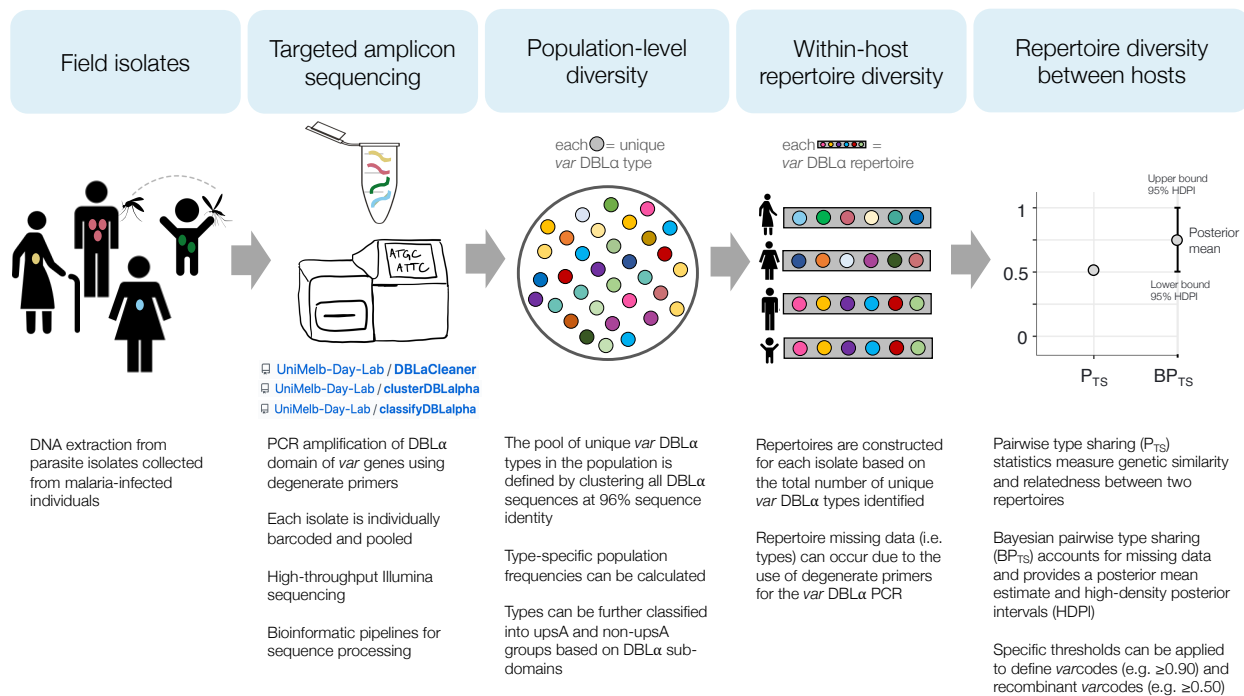 Field isolates
Targeted amplicon
sequencing
Population-level
diversity
Within-host
repertoire diversity
Repertoire diversity
between hosts
ATGC
ATTC
UniMelb-Day-Lab / DBLaCleaner
UniMelb-Day-Lab / clusterDBLalpha
UniMelb-Day-Lab / classifyDBLalpha
each = unique
var DBLα type
each =
var DBLα repertoire
Upper bound
95% HDPI
Posterior
mean
Lower bound
95% HDPI
1
0.5
0
PTS
BPTS
DNA extraction from
parasite isolates collected
from malaria-infected
individuals
PCR amplification of DBLα
domain of var genes using
degenerate primers
Each isolate is individually
barcoded and pooled
High-throughput Illumina
sequencing
Bioinformatic pipelines for
sequence processing
The pool of unique var DBLα
types in the population is
defined by clustering all DBLα
sequences at 96% sequence
identity
Type-specific population
frequencies can be calculated
Types can be further classified
into upsA and non-upsA
groups based on DBLα sub-
domains
Repertoires are constructed
for each isolate based on
the total number of unique
var DBLα types identified
Repertoire missing data (i.e.
types) can occur due to the
use of degenerate primers
for the var DBLα PCR
Pairwise type sharing (PTS)
statistics measure genetic similarity
and relatedness between two
repertoires
Bayesian pairwise type sharing
(BPTS) accounts for missing data
and provides a posterior mean
estimate and high-density posterior
intervals (HDPI)
Specific thresholds can be applied
to define varcodes (e.g. ≥0.90) and
recombinant varcodes (e.g. ≥0.50)